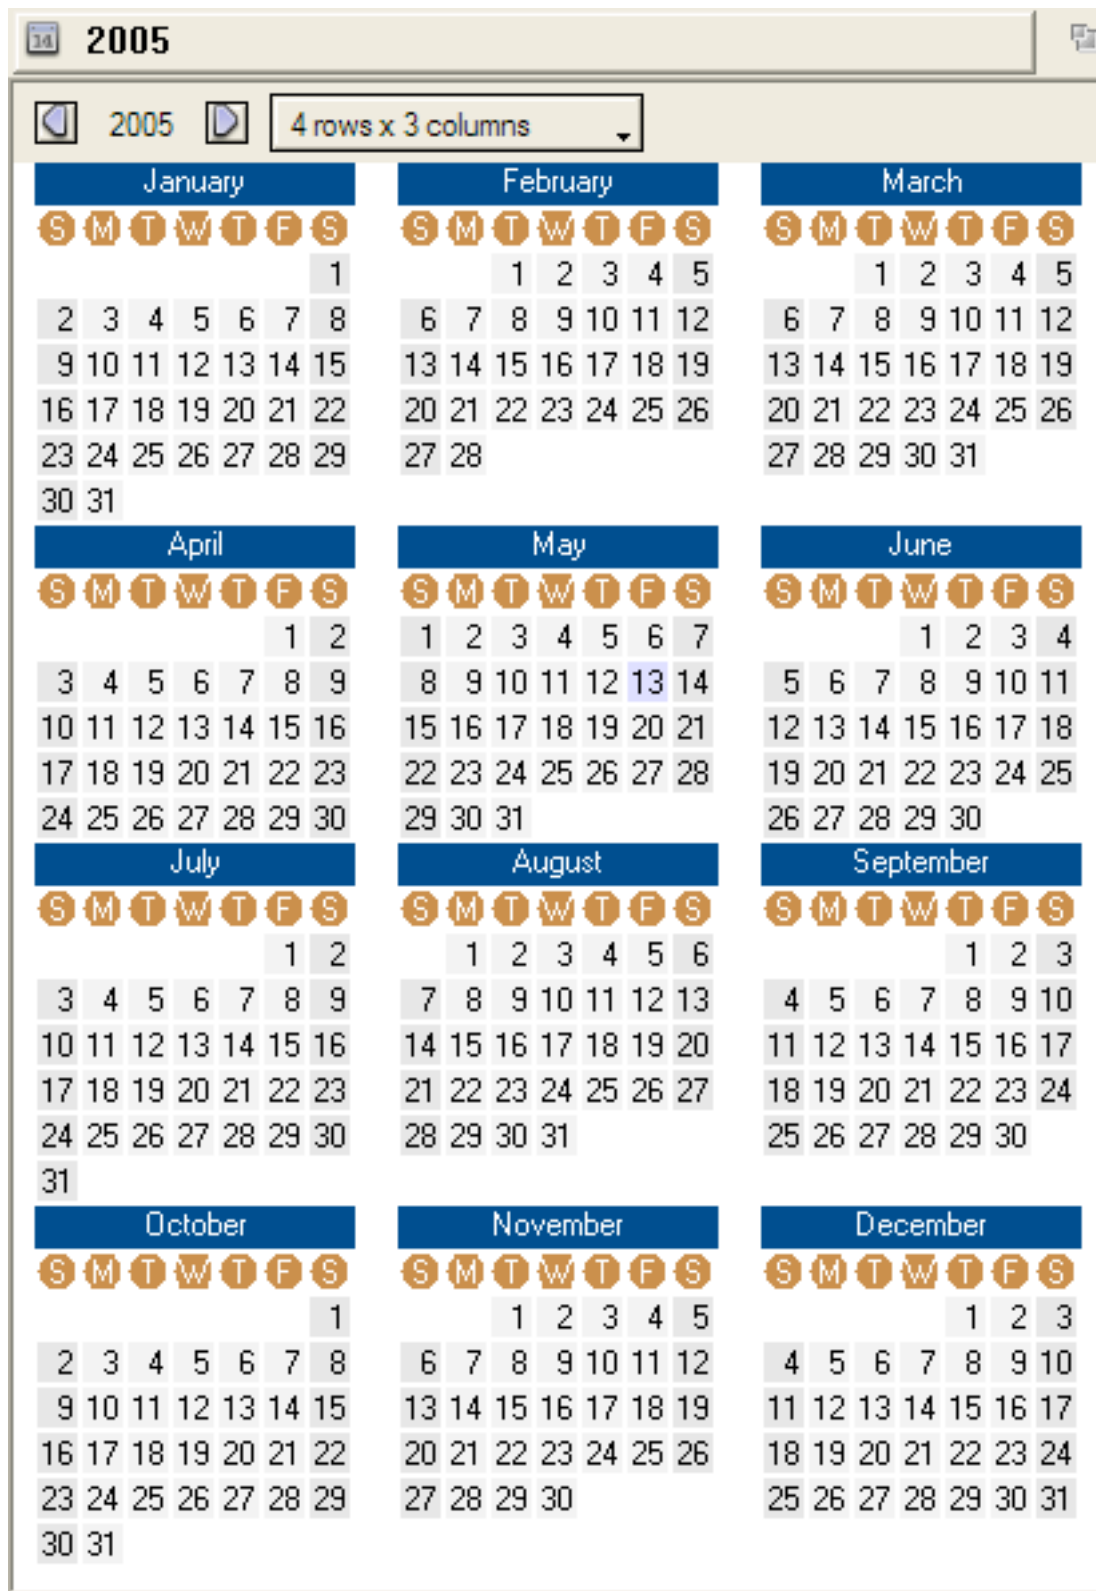 14 2005
2005 4 rows x 3 columns
January February March
S M T W T F S S M T W T F S S M T W T F S
1 1 2 3 4 5 1 2 3 4 5
2 3 4 5 6 7 8 6 7 8 9 10 11 12 6 7 8 9 10 11 12
9 10 11 12 13 14 15 13 14 15 16 17 18 19 13 14 15 16 17 18 19
16 17 18 19 20 21 22 20 21 22 23 24 25 26 20 21 22 23 24 25 26
23 24 25 26 27 28 29 27 28 27 28 29 30 31
30 31
April May June
S M T W T F S S M T W T F S S M T W T F S
1 2 1 2 3 4 5 6 7 1 2 3 4
3 4 5 6 7 8 9 8 9 10 11 12 13 14 5 6 7 8 9 10 11
10 11 12 13 14 15 16 15 16 17 18 19 20 21 12 13 14 15 16 17 18
17 18 19 20 21 22 23 22 23 24 25 26 27 28 19 20 21 22 23 24 25
24 25 26 27 28 29 30 29 30 31 26 27 28 29 30
July August September
S M T W T F S S M T W T F S S M T W T F S
1 2 1 2 3 4 5 6 1 2 3
3 4 5 6 7 8 9 7 8 9 10 11 12 13 4 5 6 7 8 9 10
10 11 12 13 14 15 16 14 15 16 17 18 19 20 11 12 13 14 15 16 17
17 18 19 20 21 22 23 21 22 23 24 25 26 27 18 19 20 21 22 23 24
24 25 26 27 28 29 30 28 29 30 31 25 26 27 28 29 30
31
October November December
S M T W T F S S M T W T F S S M T W T F S
1 1 2 3 4 5 1 2 3
2 3 4 5 6 7 8 6 7 8 9 10 11 12 4 5 6 7 8 9 10
9 10 11 12 13 14 15 13 14 15 16 17 18 19 11 12 13 14 15 16 17
16 17 18 19 20 21 22 20 21 22 23 24 25 26 18 19 20 21 22 23 24
23 24 25 26 27 28 29 27 28 29 30 25 26 27 28 29 30 31
30 31